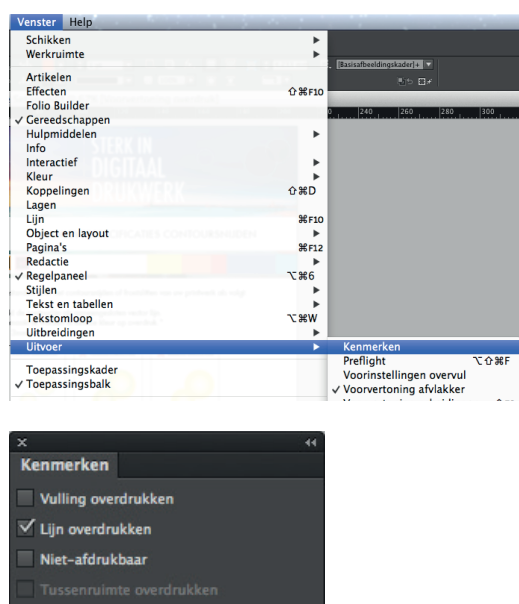 Venster Help
Schikken
Werkruimte
[Basisafbeeldingskader]+
Artikelen
Effecten ⇧⌘F10
Folio Builder
✓ Gereedschappen
0 240 260 280 300
Hulpmiddelen
Info
STERK IN
Interactief
DIGITAAL
Kleur
Koppelingen ⇧⌘D
DRUKWERK
Lagen
Lijn ⌘F10
Object en layout
Pagina's ⌘F12
Redactie
✓ Regelpaneel ⌥⌘6
Stijlen
Tekst en tabellen
Tekstomloop ⌥⌘W
Uitbreidingen
Uitvoer
Kenmerken
Preflight ⌥⇧⌘F
Toepassingskader
Voorinstellingen overvul
✓ Toepassingsbalk
✓ Voorvertoning afvlakker
Kenmerken
Vulling overdrukken
✓ Lijn overdrukken
Niet-afdrukbaar
Tussenruimte overdrukken